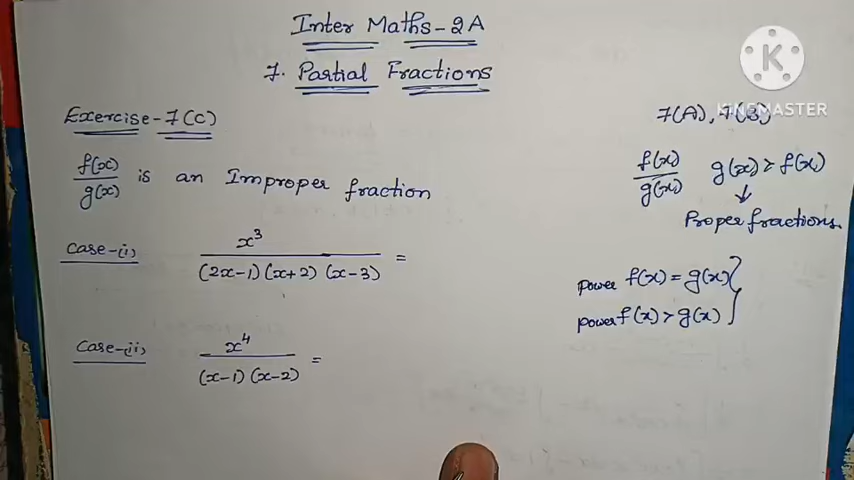 Inter Maths - 2A
7. Partial Fractions
Exercise - 7(C)
f(x)/g(x) is an Improper fraction
Case-(i) x³/((2x-1)(x+2)(x-3)) =
Case-(ii) x⁴/((x-1)(x-2)) =
K
KINEMASTER
7(A), 7(B)
f(x)/g(x) g(x) > f(x)
↓
Proper fractions.
power f(x) = g(x) }
power f(x) > g(x)